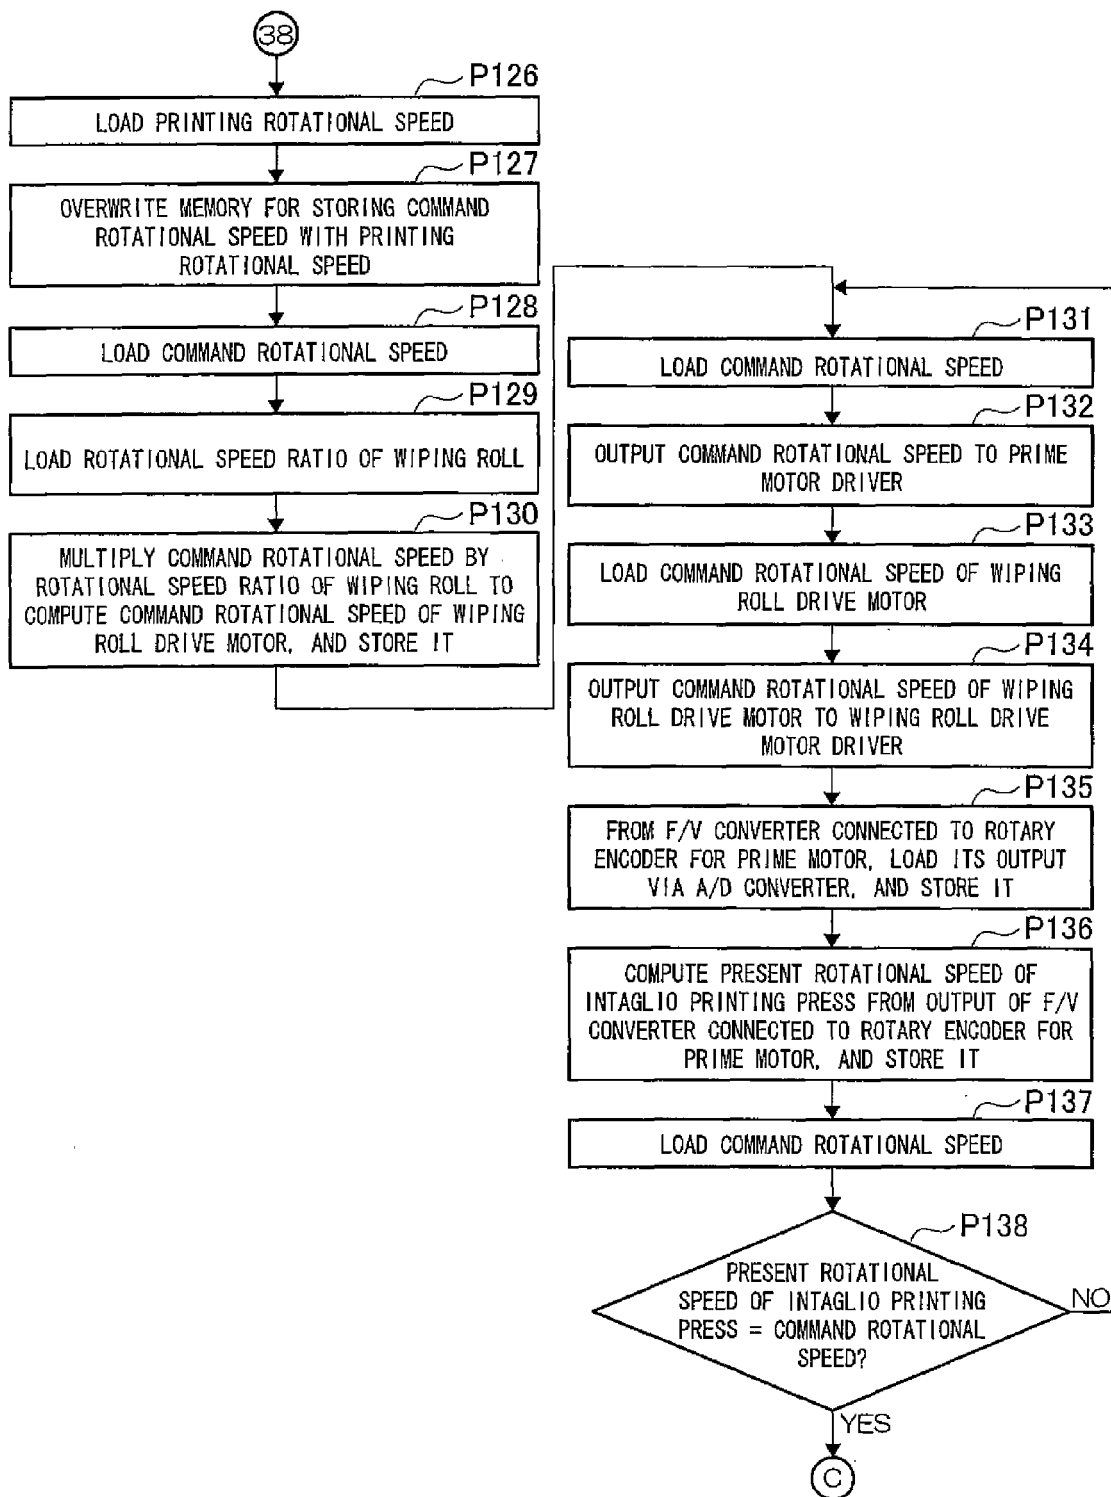 38
P126
LOAD PRINTING ROTATIONAL SPEED
P127
OVERWRITE MEMORY FOR STORING COMMAND
ROTATIONAL SPEED WITH PRINTING
ROTATIONAL SPEED
P128
LOAD COMMAND ROTATIONAL SPEED
P129
LOAD ROTATIONAL SPEED RATIO OF WIPING ROLL
P130
MULTIPLY COMMAND ROTATIONAL SPEED BY
ROTATIONAL SPEED RATIO OF WIPING ROLL TO
COMPUTE COMMAND ROTATIONAL SPEED OF WIPING
ROLL DRIVE MOTOR, AND STORE IT
P131
LOAD COMMAND ROTATIONAL SPEED
P132
OUTPUT COMMAND ROTATIONAL SPEED TO PRIME
MOTOR DRIVER
P133
LOAD COMMAND ROTATIONAL SPEED OF WIPING
ROLL DRIVE MOTOR
P134
OUTPUT COMMAND ROTATIONAL SPEED OF WIPING
ROLL DRIVE MOTOR TO WIPING ROLL DRIVE
MOTOR DRIVER
P135
FROM F/V CONVERTER CONNECTED TO ROTARY
ENCODER FOR PRIME MOTOR, LOAD ITS OUTPUT
VIA A/D CONVERTER, AND STORE IT
P136
COMPUTE PRESENT ROTATIONAL SPEED OF
INTAGLIO PRINTING PRESS FROM OUTPUT OF F/V
CONVERTER CONNECTED TO ROTARY ENCODER FOR
PRIME MOTOR, AND STORE IT
P137
LOAD COMMAND ROTATIONAL SPEED
P138
PRESENT ROTATIONAL
SPEED OF INTAGLIO PRINTING
PRESS = COMMAND ROTATIONAL
SPEED?
NO
YES
C